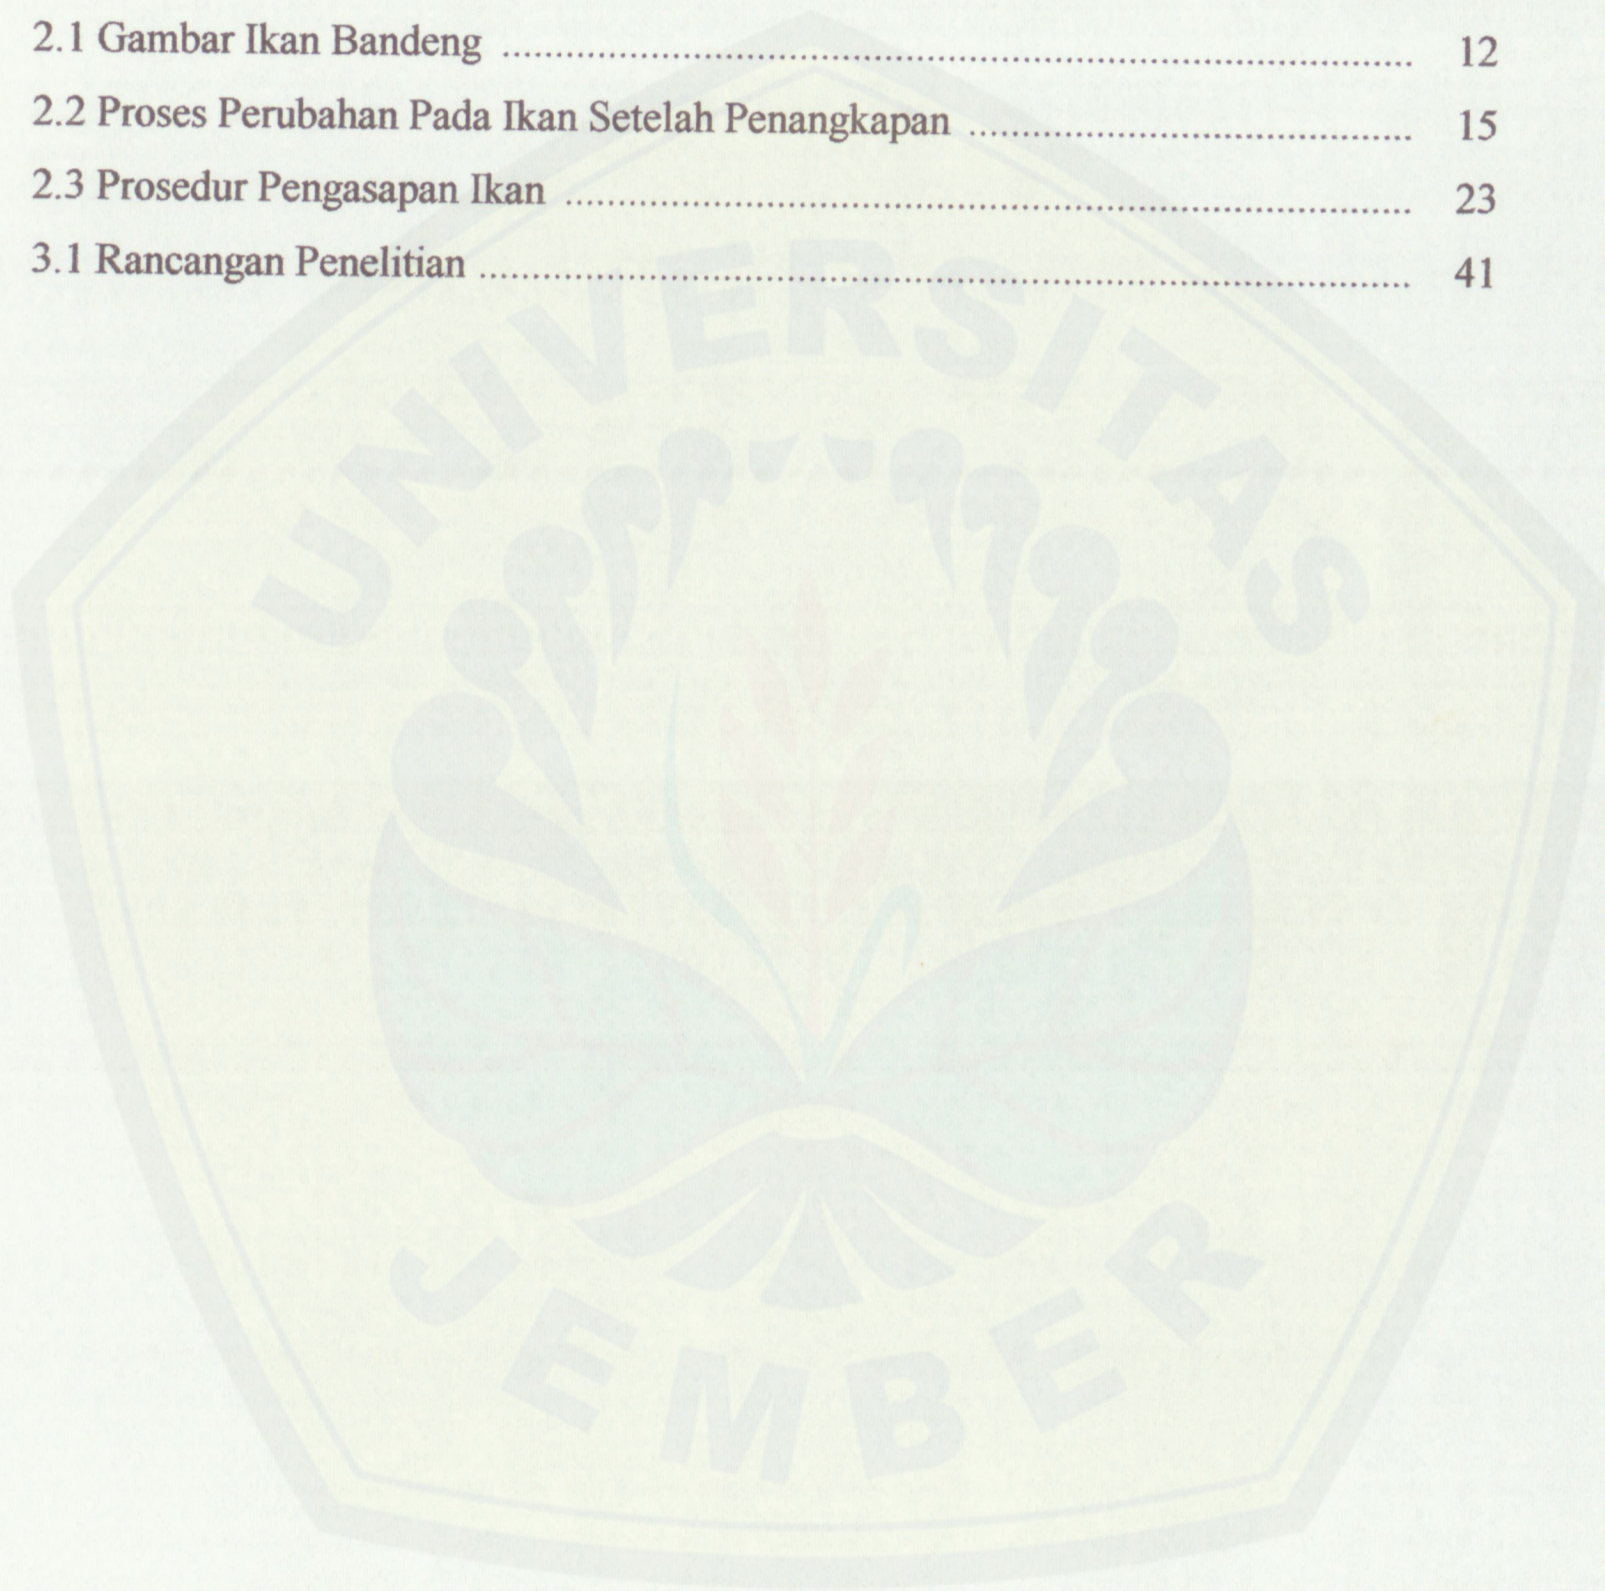 2.1 Gambar Ikan Bandeng ........................................................................................ 12
2.2 Proses Perubahan Pada Ikan Setelah Penangkapan .......................................... 15
2.3 Prosedur Pengasapan Ikan ................................................................................. 23
3.1 Rancangan Penelitian .......................................................................................... 41
UNIVERSITAS
JEMBER